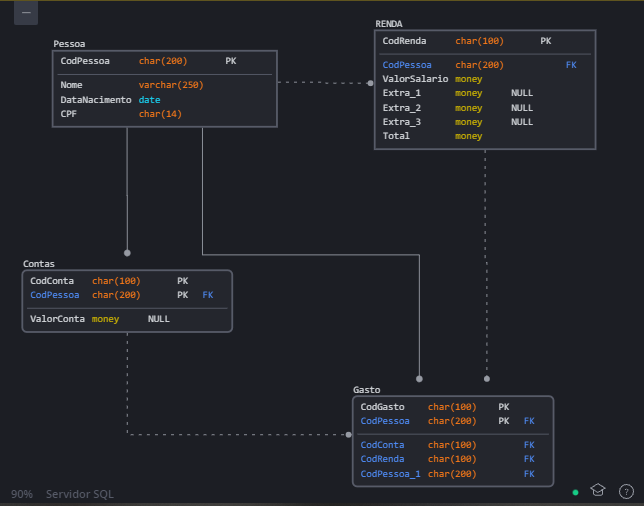 Pessoa
CodPessoa char(200) PK
Nome varchar(250)
DataNacimento date
CPF char(14)
RENDA
CodRenda char(100) PK
CodPessoa char(200) FK
ValorSalario money
Extra_1 money NULL
Extra_2 money NULL
Extra_3 money NULL
Total money
Contas
CodConta char(100) PK
CodPessoa char(200) PK FK
ValorConta money NULL
Gasto
CodGasto char(100) PK
CodPessoa char(200) PK FK
CodConta char(100) FK
CodRenda char(100) FK
CodPessoa_1 char(200) FK
90% Servidor SQL
?